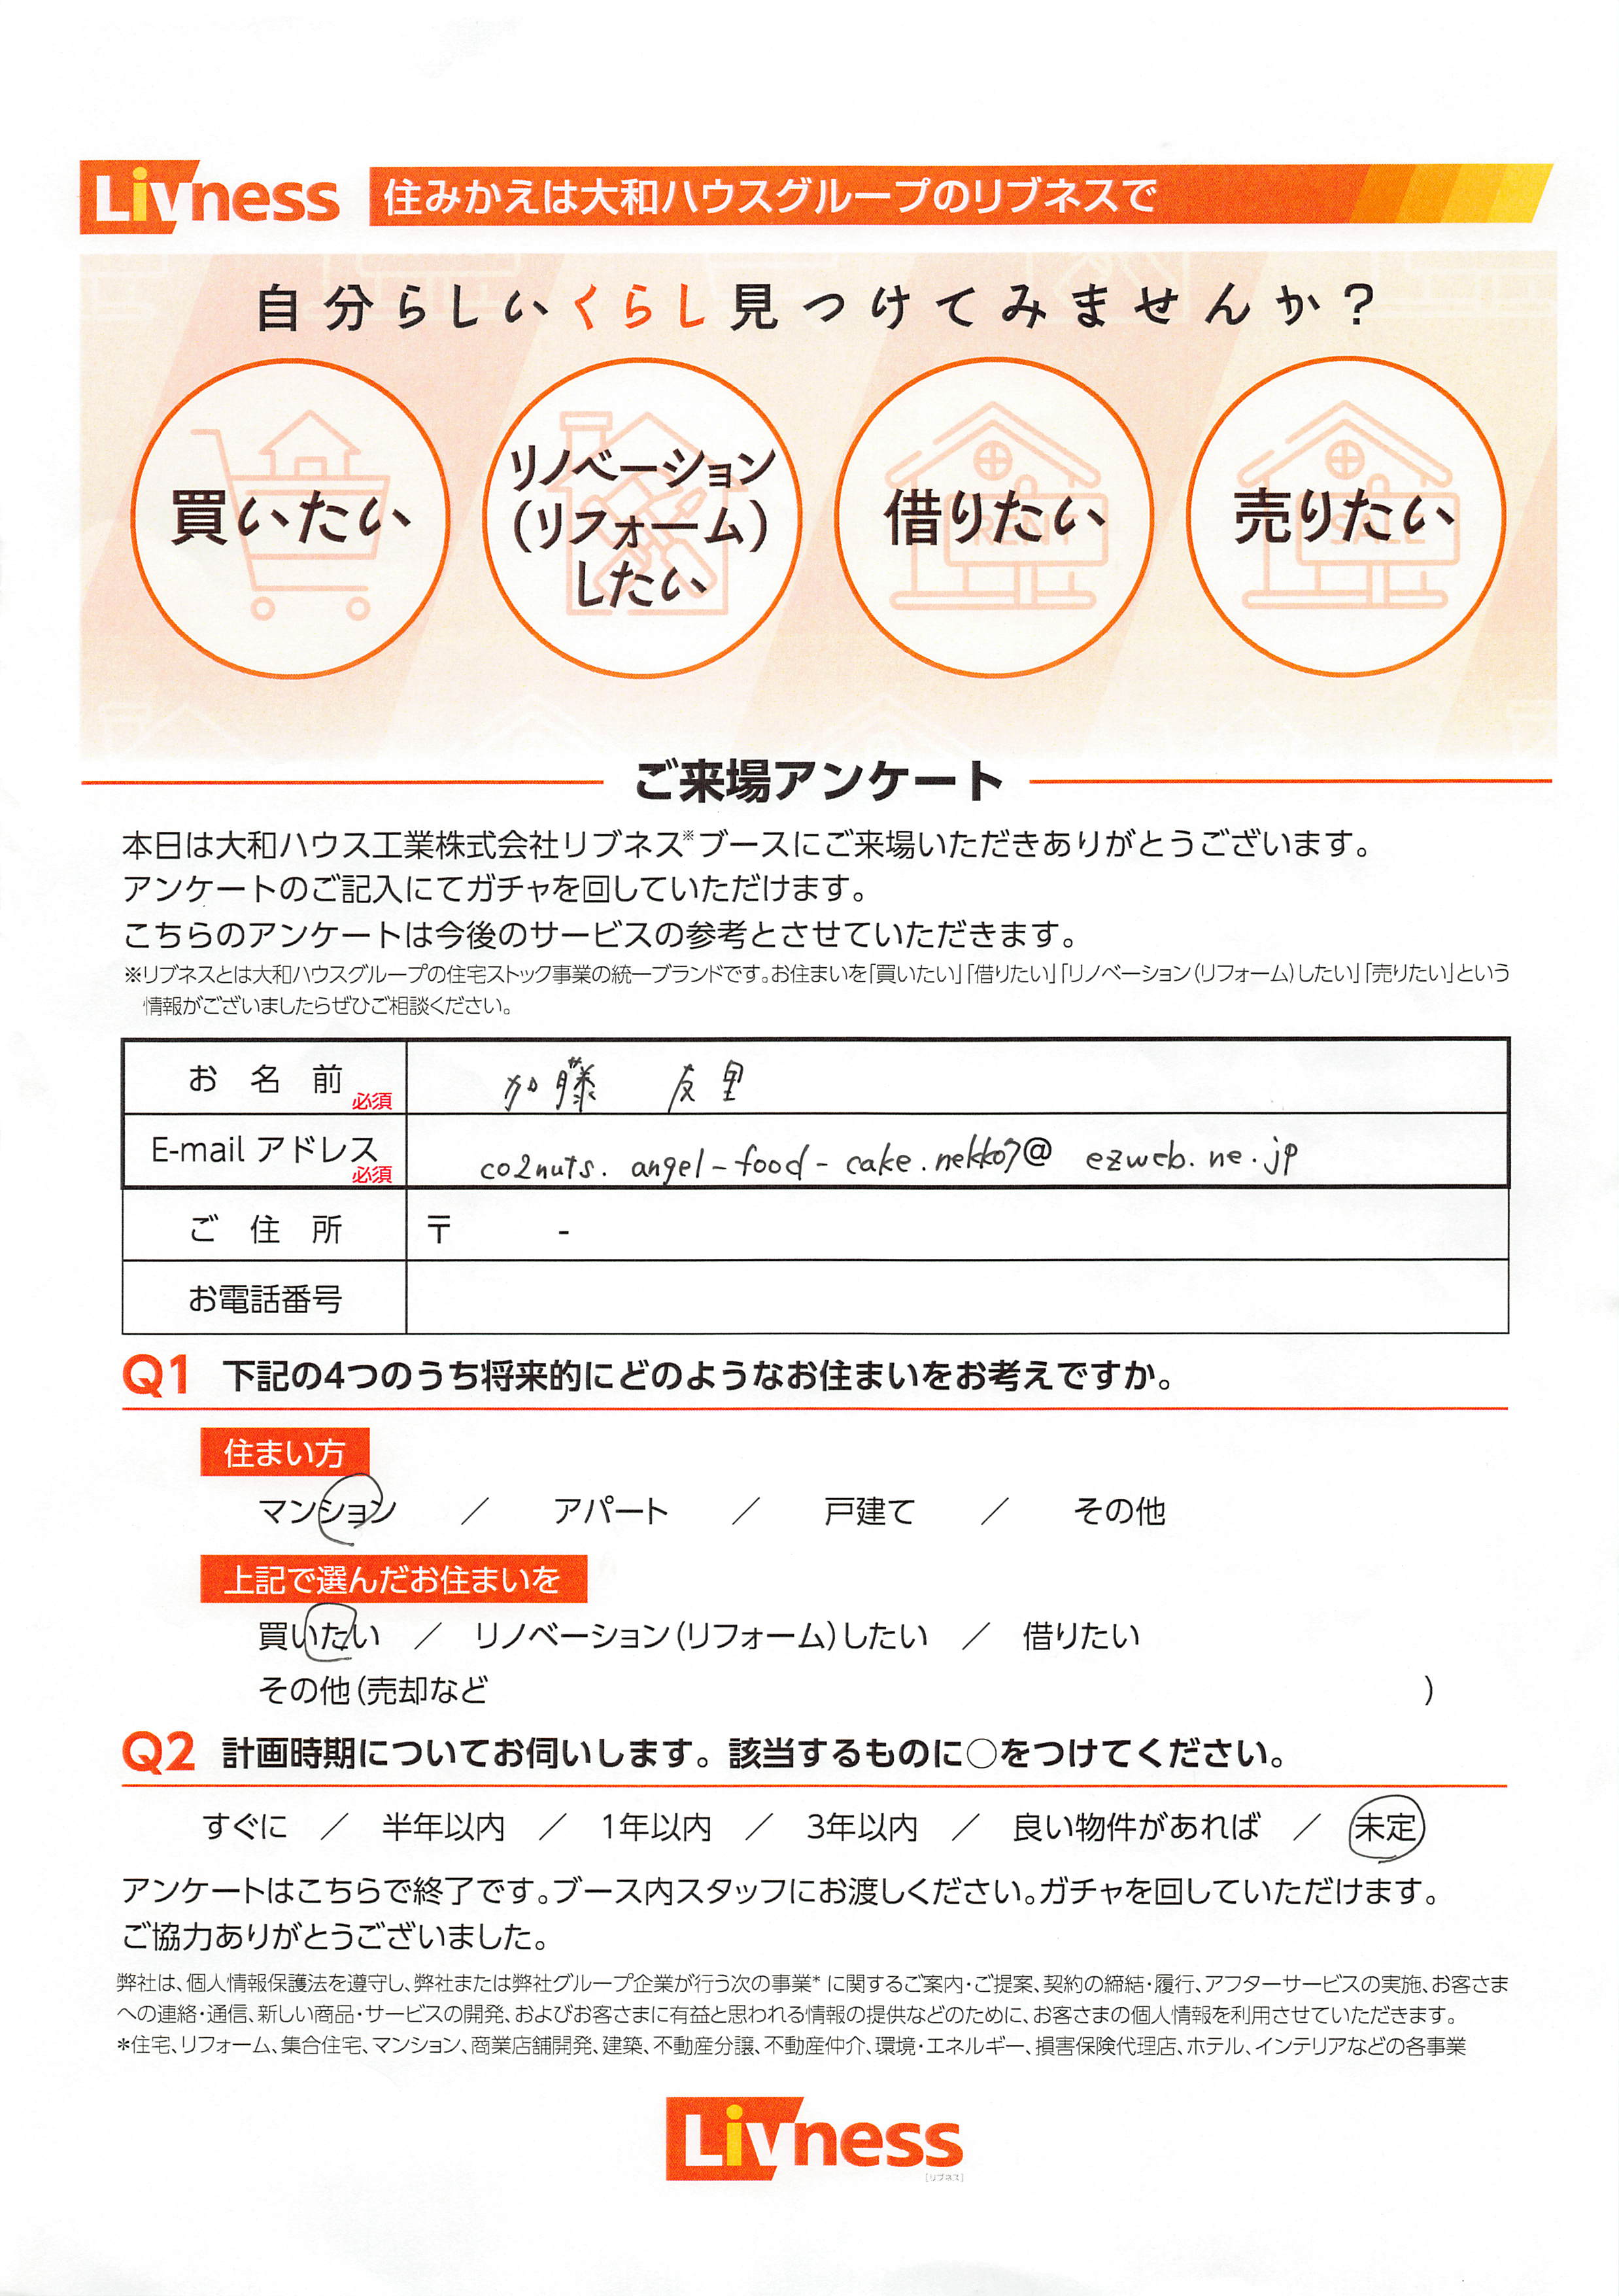 Livness 住みかえは大和ハウスグループのリブネスで
自分らしいくらし見つけてみませんか?
買いたい
リノベーション
(リフォーム)
したい
借りたい
RENT
売りたい
SALE
ご来場アンケート
本日は大和ハウス工業株式会社リブネス※ブースにご来場いただきありがとうございます。
アンケートのご記入にてガチャを回していただけます。
こちらのアンケートは今後のサービスの参考とさせていただきます。
※リブネスとは大和ハウスグループの住宅ストック事業の統一ブランドです。お住まいを「買いたい」「借りたい」「リノベーション(リフォーム)したい」「売りたい」という
情報がございましたらぜひご相談ください。
お名前 必須 加藤 友里
E-mail アドレス 必須 co2nuts.angel-food-cake.nekko7@ezweb.ne.jp
ご住所 〒 -
お電話番号
Q1 下記の4つのうち将来的にどのようなお住まいをお考えですか。
住まい方
マンション / アパート / 戸建て / その他
上記で選んだお住まいを
買いたい / リノベーション(リフォーム)したい / 借りたい
その他(売却など )
Q2 計画時期についてお伺いします。該当するものに○をつけてください。
すぐに / 半年以内 / 1年以内 / 3年以内 / 良い物件があれば / 未定
アンケートはこちらで終了です。ブース内スタッフにお渡しください。ガチャを回していただけます。
ご協力ありがとうございました。
弊社は、個人情報保護法を遵守し、弊社または弊社グループ企業が行う次の事業*に関するご案内・ご提案、契約の締結・履行、アフターサービスの実施、お客さま
への連絡・通信、新しい商品・サービスの開発、およびお客さまに有益と思われる情報の提供などのために、お客さまの個人情報を利用させていただきます。
*住宅、リフォーム、集合住宅、マンション、商業店舗開発、建築、不動産分譲、不動産仲介、環境・エネルギー、損害保険代理店、ホテル、インテリアなどの各事業
Livness
[リブネス]